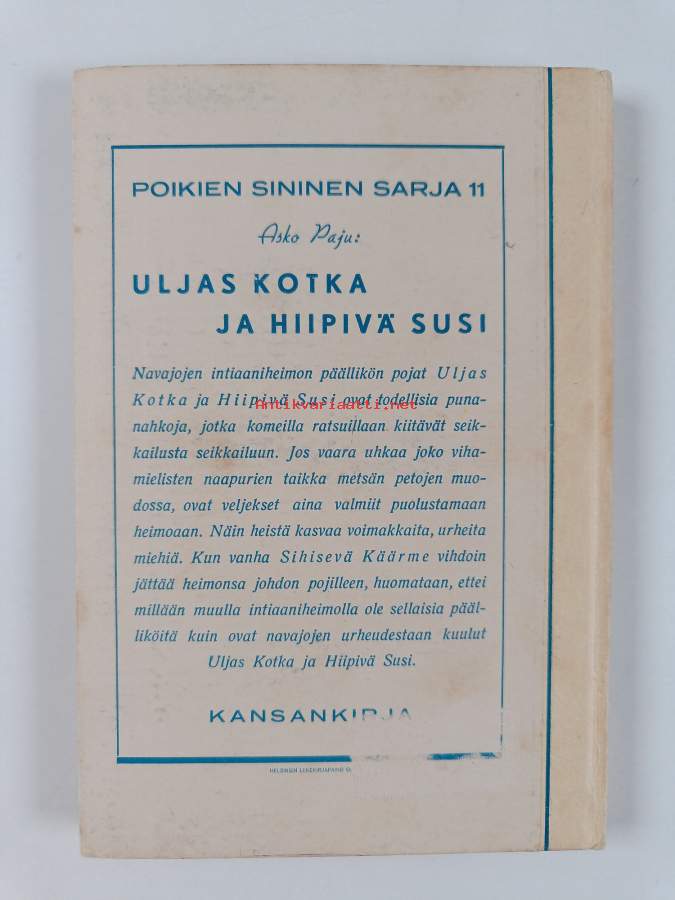 POIKIEN SININEN SARJA 11
Asko Paju:
ULJAS KOTKA
JA HIIPIVÄ SUSI
Navajojen intiaaniheimon päällikön pojat Uljas
Kotka ja Hiipivä Susi ovat todellisia puna-
Antikvariaatti.net
nahkoja, jotka komeilla ratsuillaan kiitävät seik-
kailusta seikkailuun. Jos vaara uhkaa joko viha-
mielisten naapurien taikka metsän petojen muo-
dossa, ovat veljekset aina valmiit puolustamaan
heimoaan. Näin heistä kasvaa voimakkaita, urheita
miehiä. Kun vanha Sihisevä Käärme vihdoin
jättää heimonsa johdon pojilleen, huomataan, ettei
millään muulla intiaaniheimolla ole sellaisia pääl-
liköitä kuin ovat navajojen urheudestaan kuulut
Uljas Kotka ja Hiipivä Susi.
KANSANKIRJA
HELSINGIN LIIKEKIRJAPAINO O